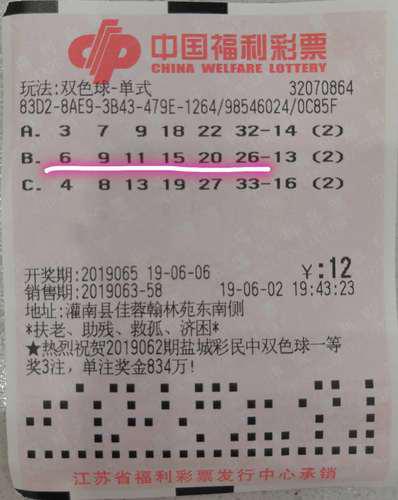 中国福利彩票
CHINA WELFARE LOTTERY
玩法:双色球-单式 32070864
83D2-8AE9-3B43-479E-1264/98546024/0C85F
A. 3 7 9 18 22 32-14 (2)
B. 6 9 11 15 20 26-13 (2)
C. 4 8 13 19 27 33-16 (2)
开奖期:2019065 19-06-06 ¥:12
销售期:2019063-58 19-06-02 19:43:23
地址:灌南县佳蓉翰林苑东南侧
*扶老、助残、救孤、济困*
★热烈祝贺2019062期盐城彩民中双色球一等
奖3注，单注奖金834万!
江苏省福利彩票发行中心承销